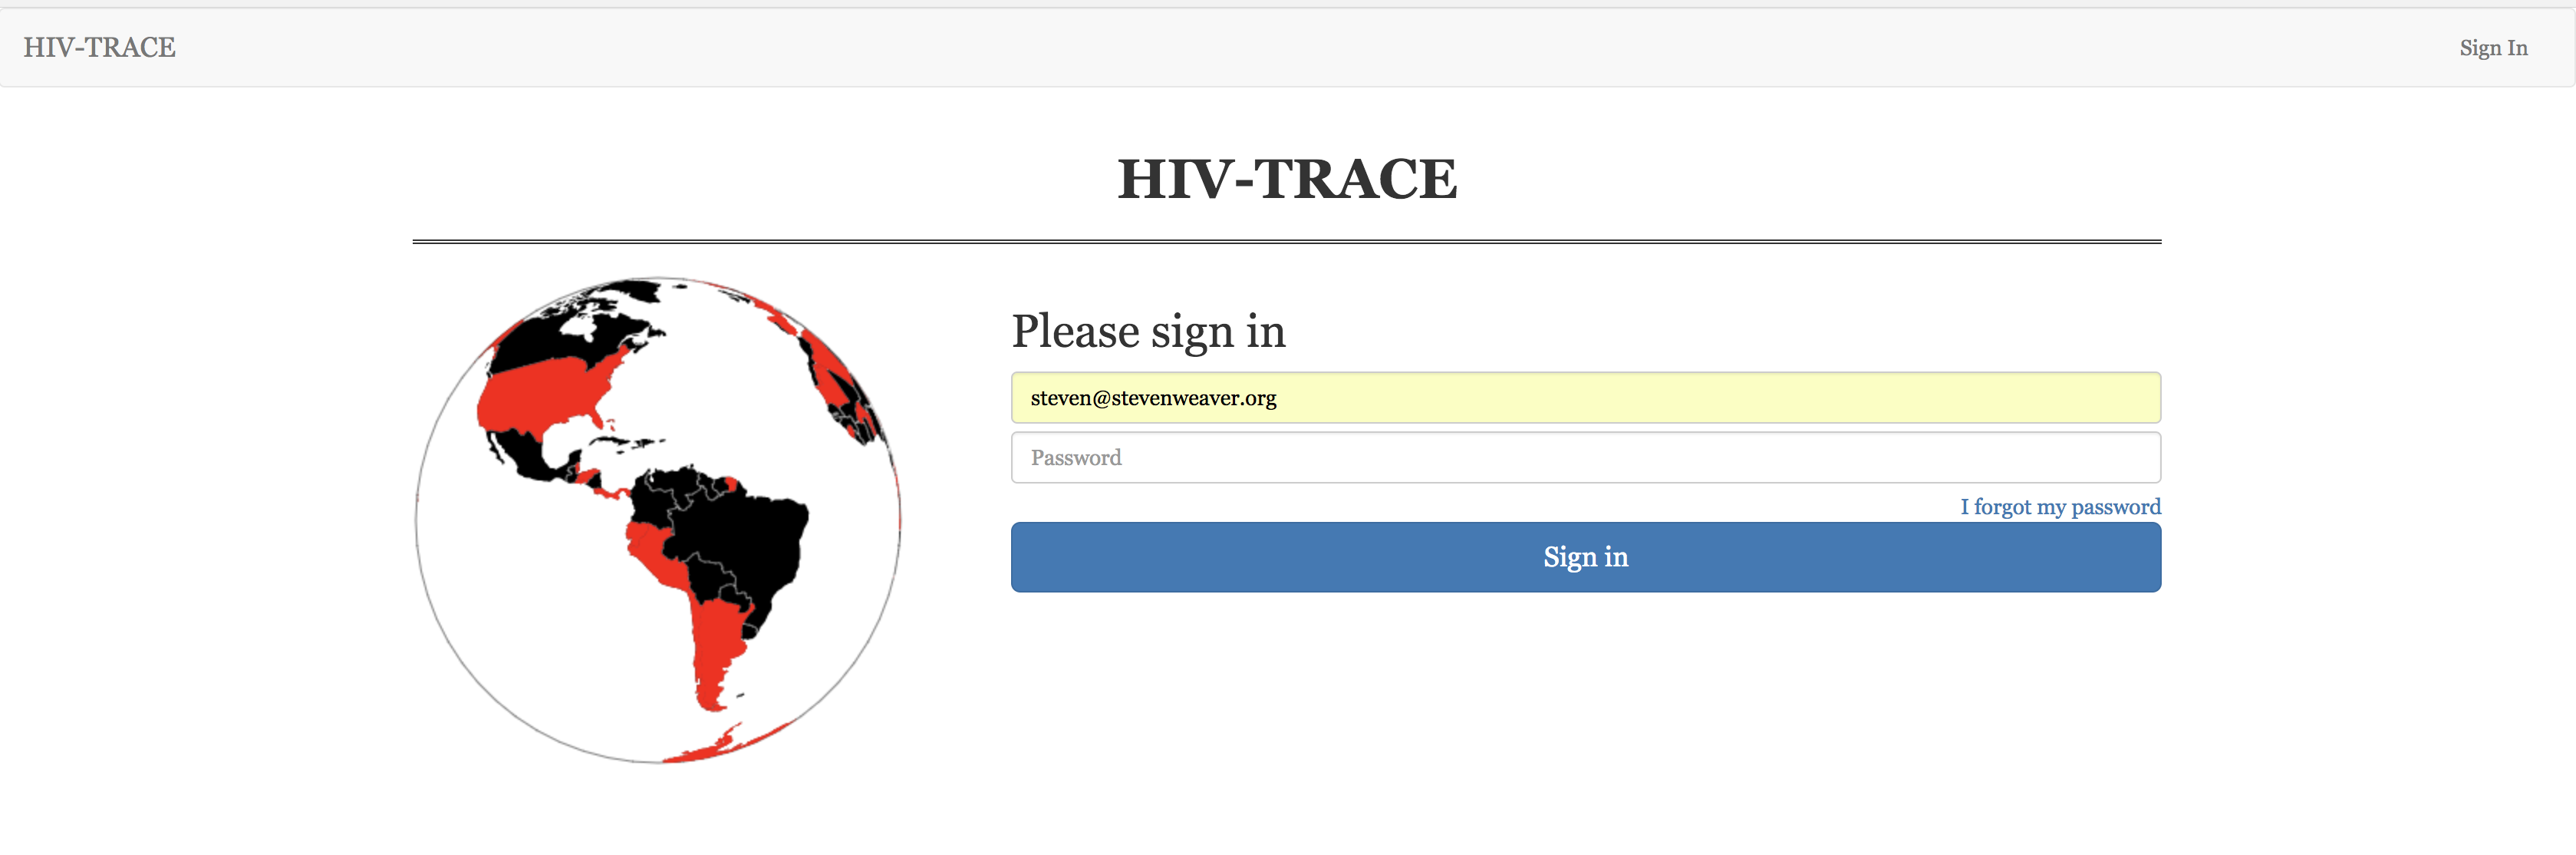 HIV-TRACE
Sign In
HIV-TRACE
Please sign in
steven@stevenweaver.org
Password
I forgot my password
Sign in